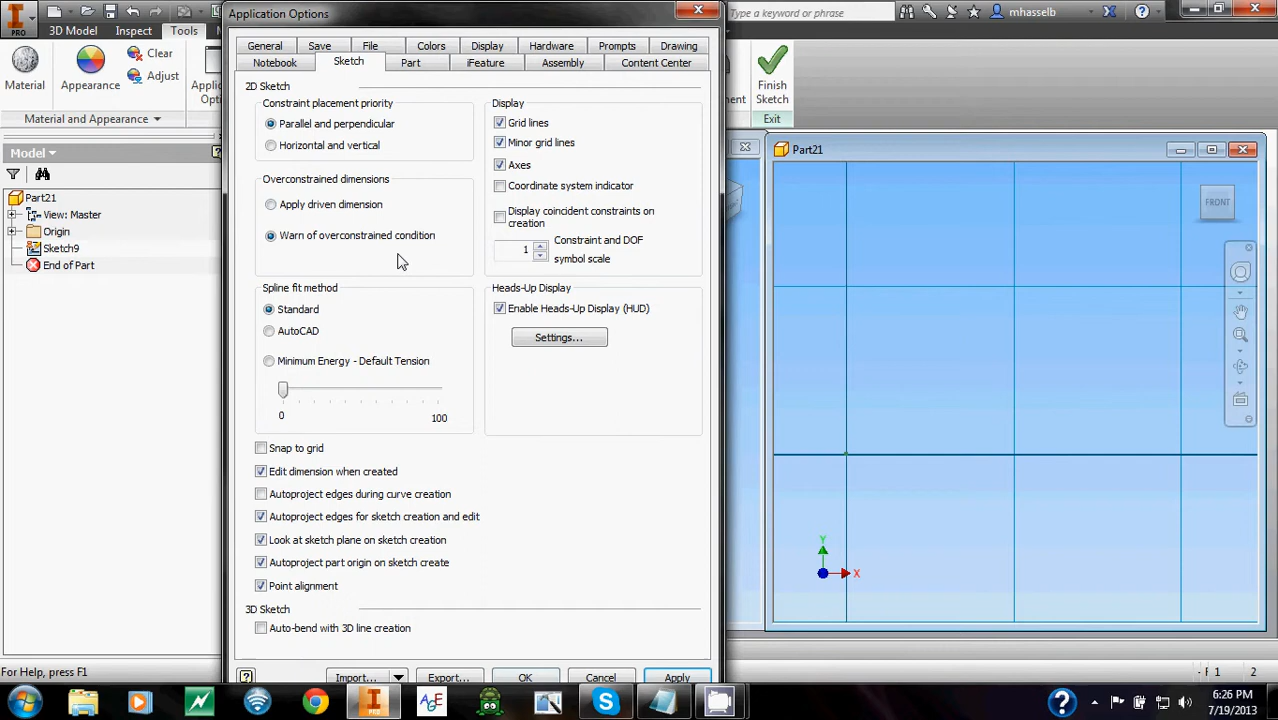 Application Options
Type a keyword or phrase
mhasselb
PRO
3D Model
Inspect
Tools
Material
Appearance
Clear
Adjust
Finish
Sketch
Material and Appearance
Exit
General
Save
File
Colors
Display
Hardware
Prompts
Drawing
Notebook
Sketch
Part
iFeature
Assembly
Content Center
Model
Part21
View: Master
Origin
Sketch9
End of Part
2D Sketch
Constraint placement priority
Parallel and perpendicular
Horizontal and vertical
Overconstrained dimensions
Apply driven dimension
Warn of overconstrained condition
Spline fit method
Standard
AutoCAD
Minimum Energy - Default Tension
0
100
Snap to grid
Edit dimension when created
Autoproject edges during curve creation
Autoproject edges for sketch creation and edit
Look at sketch plane on sketch creation
Autoproject part origin on sketch create
Point alignment
3D Sketch
Auto-bend with 3D line creation
Display
Grid lines
Minor grid lines
Axes
Coordinate system indicator
Display coincident constraints on
creation
1
Constraint and DOF
symbol scale
Heads-Up Display
Enable Heads-Up Display (HUD)
Settings...
Import...
Export...
OK
Cancel
Apply
Part21
FRONT
Y
X
For Help, press F1
1
2
PRO
6:26 PM
7/19/2013